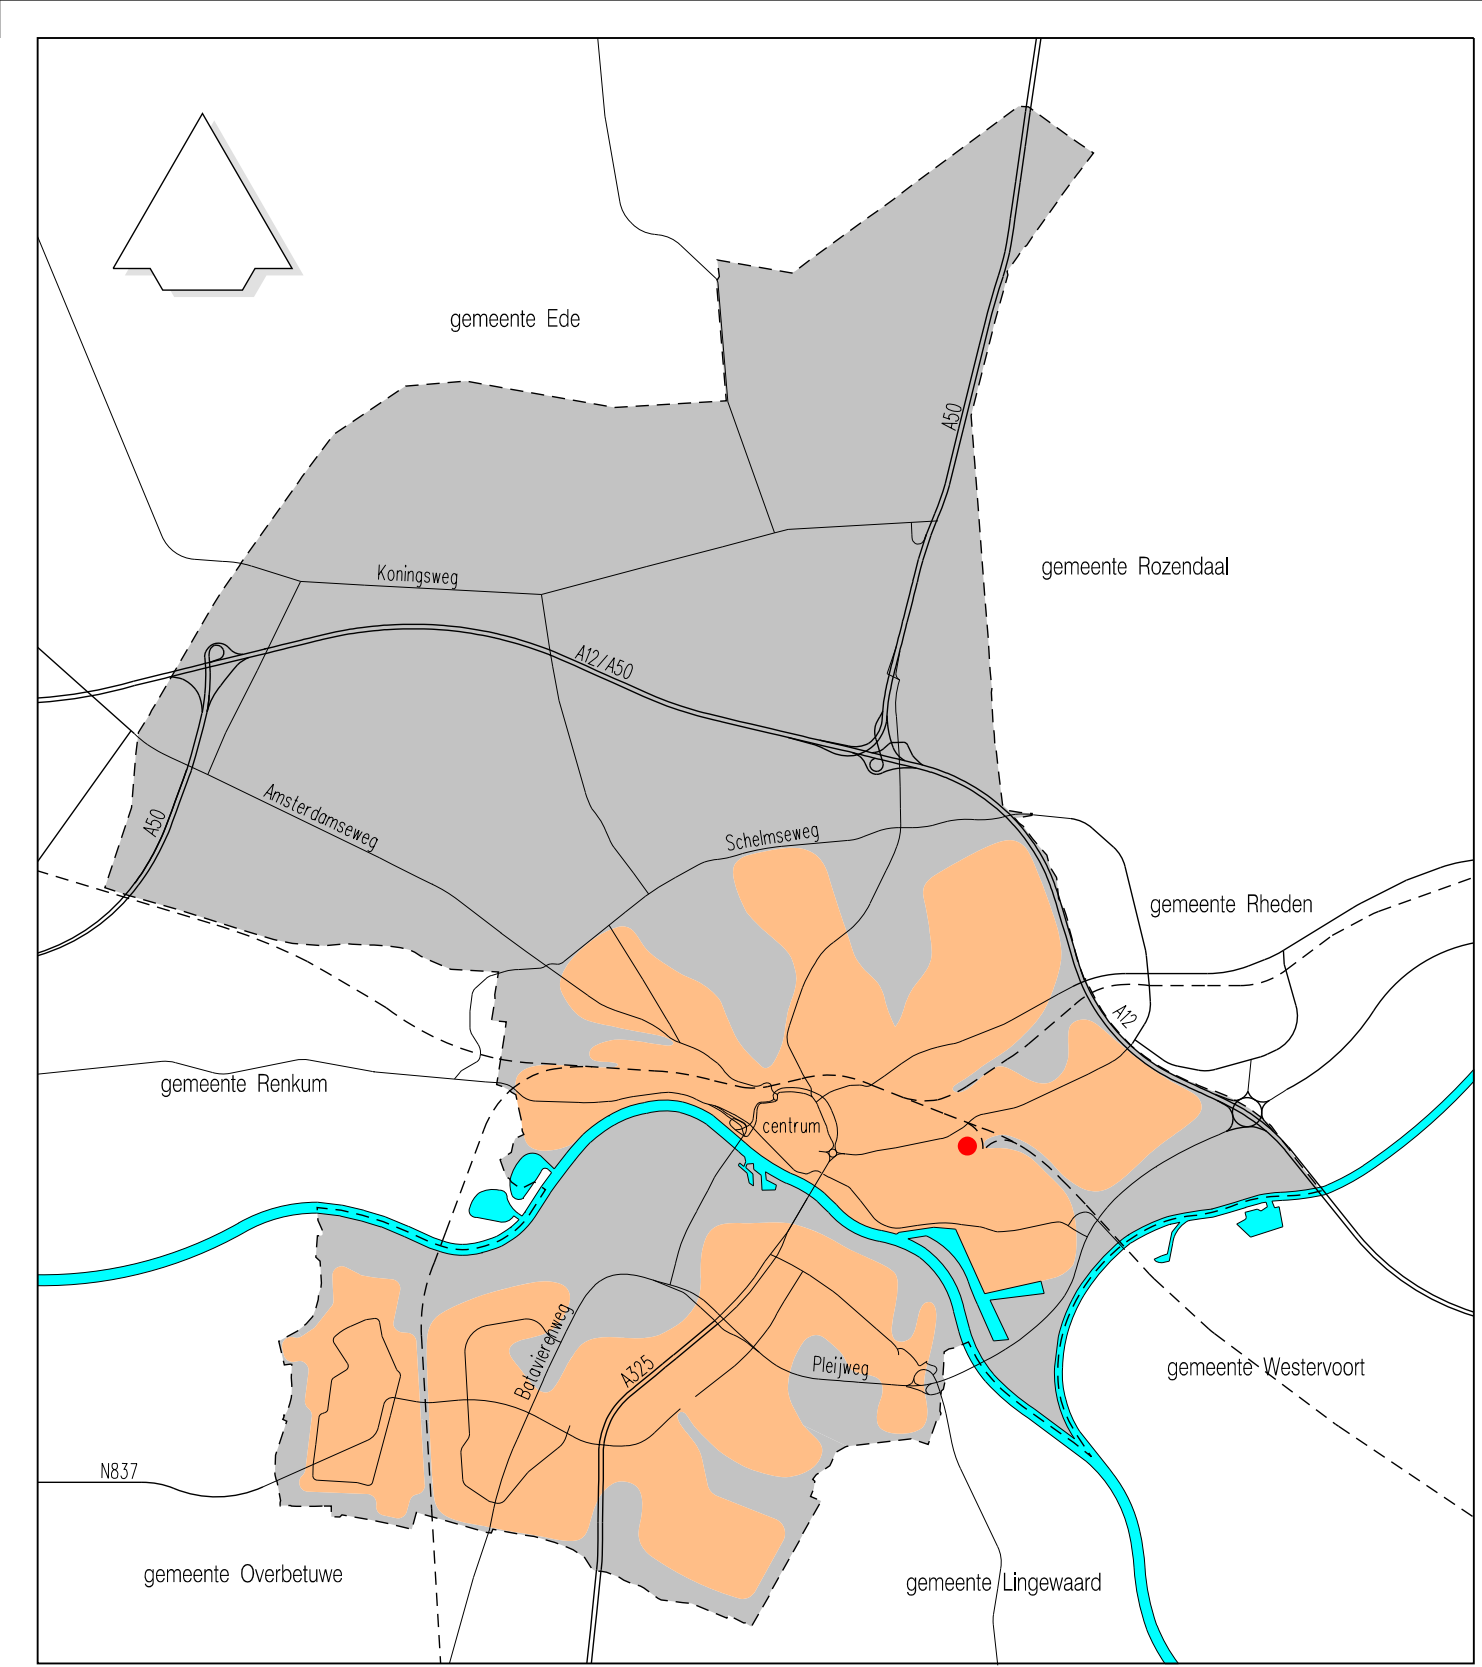 gemeente Ede
A50
gemeente Rozendaal
Koningsweg
A12/A50
A50
Amsterdamseweg
Schelmseweg
gemeente Rheden
A12
gemeente Renkum
centrum
Batavierenweg
A325
Pleijweg
gemeente Westervoort
N837
gemeente Overbetuwe
gemeente Lingewaard